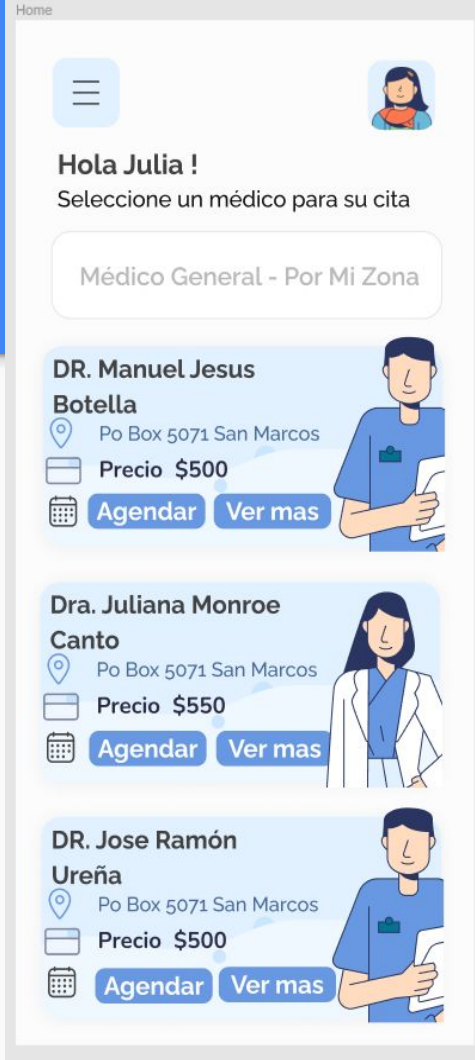 Home
Hola Julia !
Seleccione un médico para su cita
Médico General - Por Mi Zona
DR. Manuel Jesus
Botella
Po Box 5071 San Marcos
Precio $500
Agendar Ver mas
Dra. Juliana Monroe
Canto
Po Box 5071 San Marcos
Precio $550
Agendar Ver mas
DR. Jose Ramón
Ureña
Po Box 5071 San Marcos
Precio $500
Agendar Ver mas